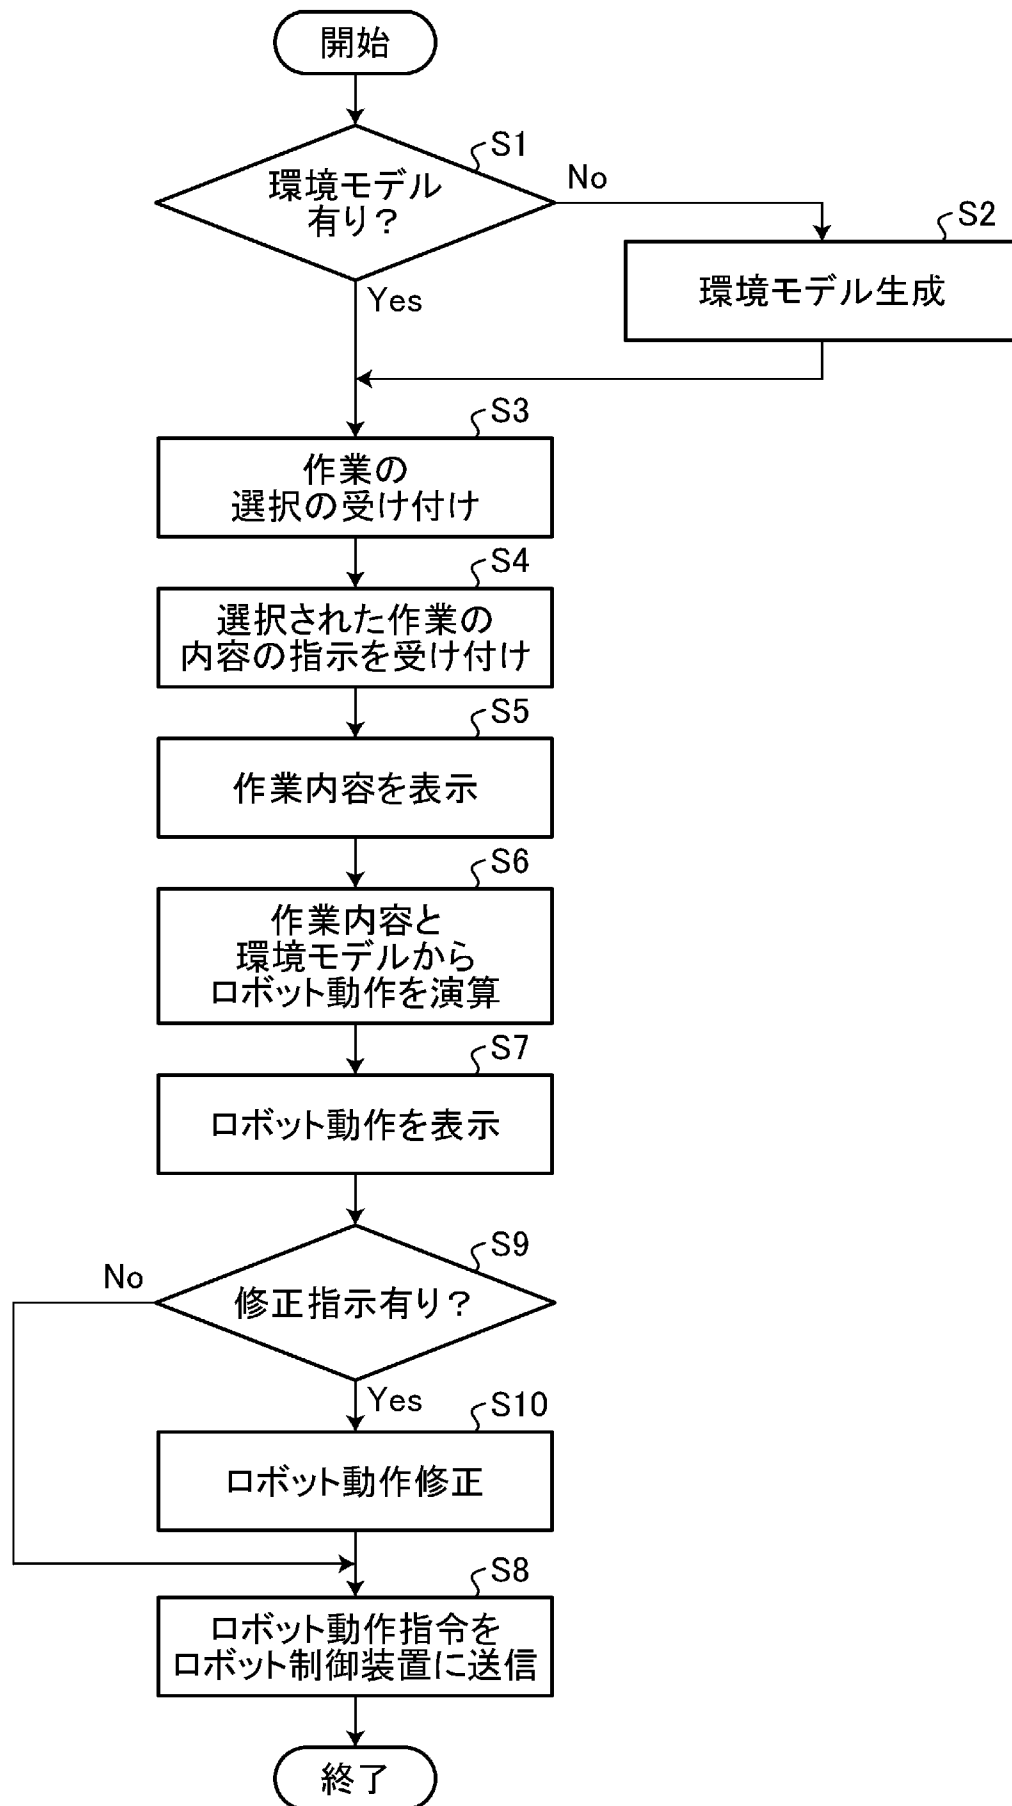 開始
S1
環境モデル
有り？
No
S2
環境モデル生成
Yes
S3
作業の
選択の受け付け
S4
選択された作業の
内容の指示を受け付け
S5
作業内容を表示
S6
作業内容と
環境モデルから
ロボット動作を演算
S7
ロボット動作を表示
S9
No
修正指示有り？
Yes
S10
ロボット動作修正
S8
ロボット動作指令を
ロボット制御装置に送信
終了